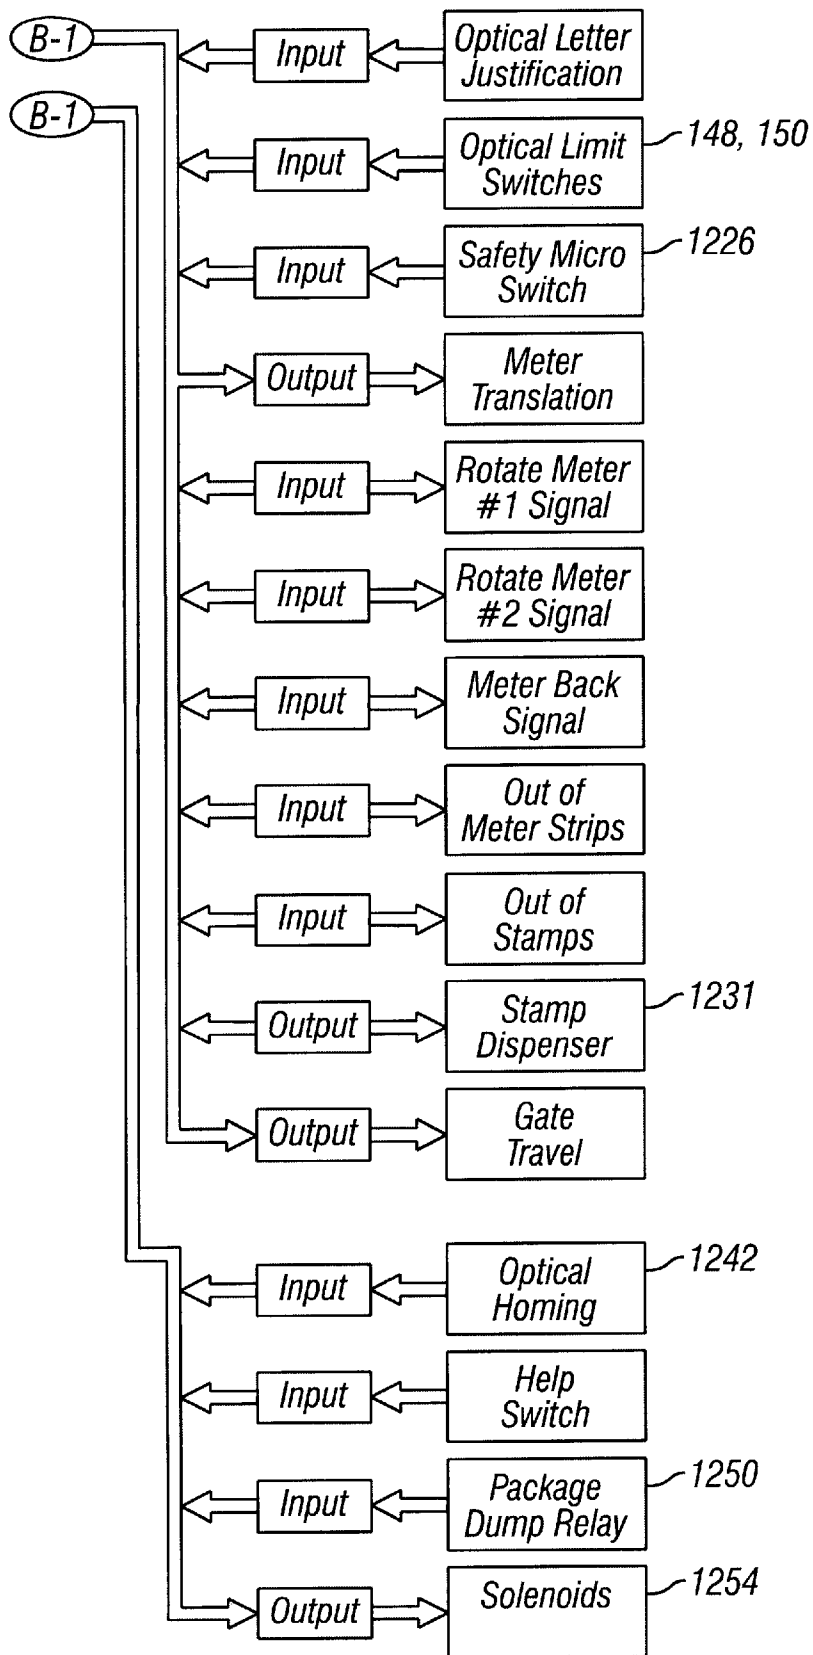 B-1
Input
Optical Letter
Justification
B-1
Input
Optical Limit
Switches
148, 150
Input
Safety Micro
Switch
1226
Output
Meter
Translation
Input
Rotate Meter
#1 Signal
Input
Rotate Meter
#2 Signal
Input
Meter Back
Signal
Input
Out of
Meter Strips
Input
Out of
Stamps
Output
Stamp
Dispenser
1231
Output
Gate
Travel
Input
Optical
Homing
1242
Input
Help
Switch
Input
Package
Dump Relay
1250
Output
Solenoids
1254